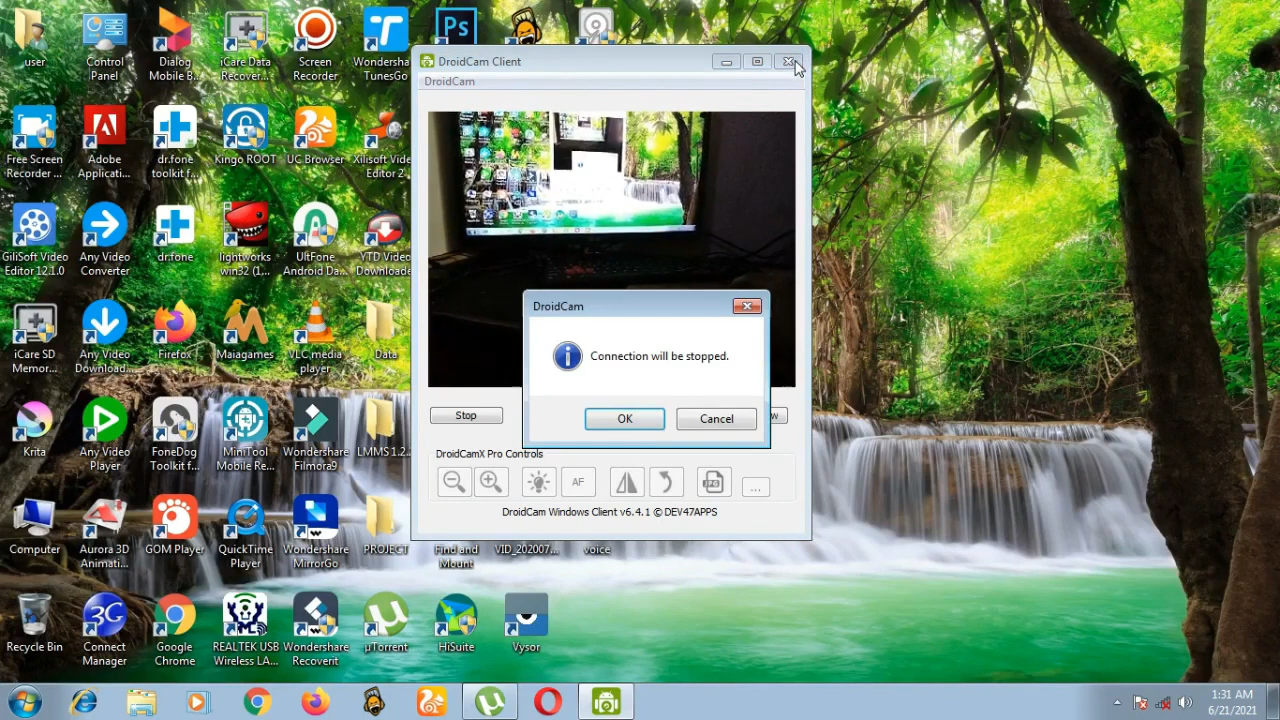 user
Control
Panel
Dialog
Mobile B...
iCare Data
Recover...
Screen
Recorder
Wondersha
TunesGo
Ps
DroidCam Client
DroidCam
Free Screen
Recorder ...
Adobe
Applicati...
dr.fone
toolkit f...
Kingo ROOT
UC Browser
Xilisoft Vide
Editor 2
GiliSoft Video
Editor 12.1.0
Any Video
Converter
dr.fone
lightworks
win32 (1,...
UltFone
Android Da...
YTD Video
Downloade
iCare SD
Memor...
Any Video
Download...
Firefox
Maiagames
VLC media
player
Data
DroidCam
Connection will be stopped.
OK
Cancel
Stop
w
Krita
Any Video
Player
FoneDog
Toolkit f...
MiniTool
Mobile Re...
Wondershare
Filmora9
LMMS 1.2..
DroidCamX Pro Controls
AF
JPG
...
DroidCam Windows Client v6.4.1 © DEV47APPS
Computer
Aurora 3D
Animati...
GOM Player
QuickTime
Player
Wondershare
MirrorGo
PROJECT
Find and
Mount
VID_202007...
voice
Recycle Bin
3G
Connect
Manager
Google
Chrome
REALTEK USB
Wireless LA...
Wondershare
Recoverit
µTorrent
HiSuite
Vysor
1:31 AM
6/21/2021